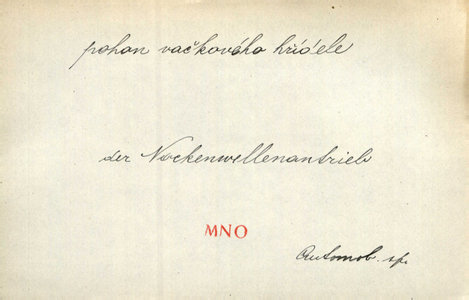 pohon vačkového hřídele
der Nockenwellenantrieb
MNO
Automob. sp.